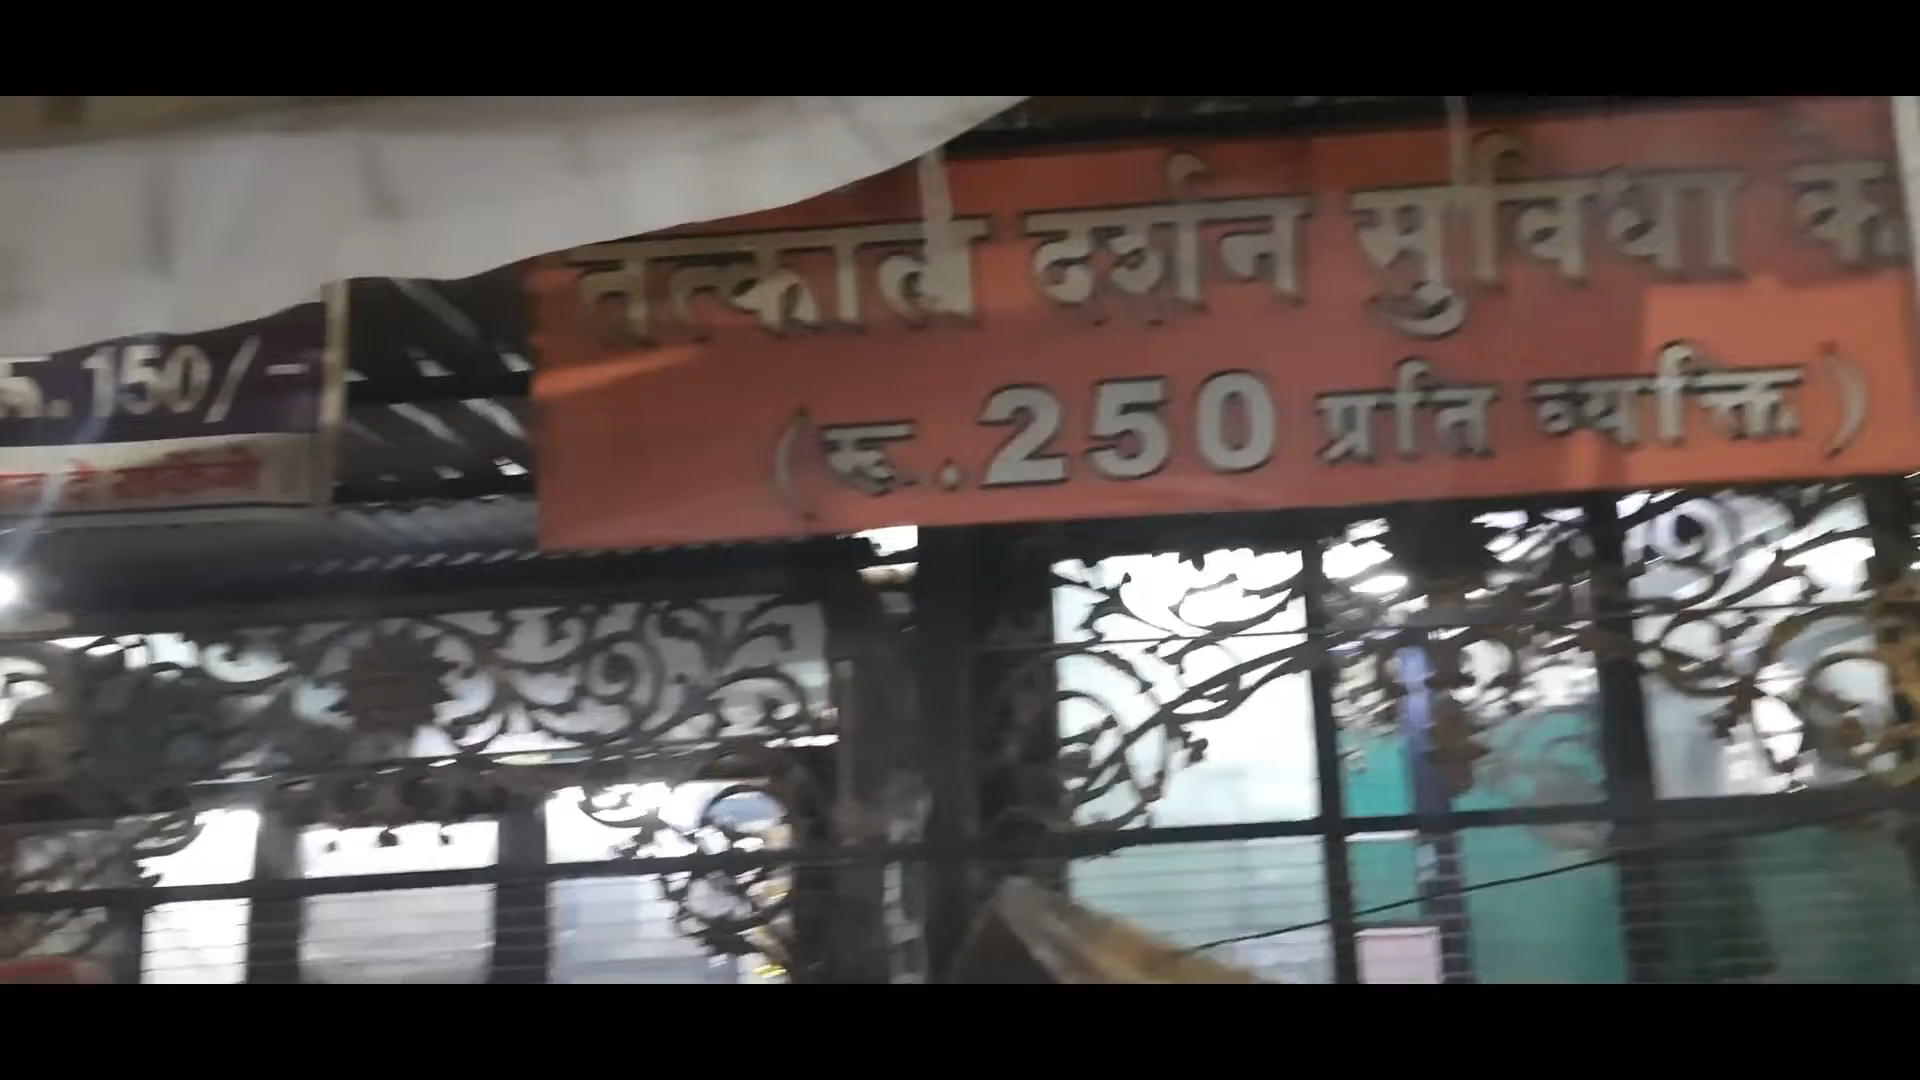 तत्काल दर्शन सुविधा
(रू.250 प्रति व्यक्ति)
रू.150/-